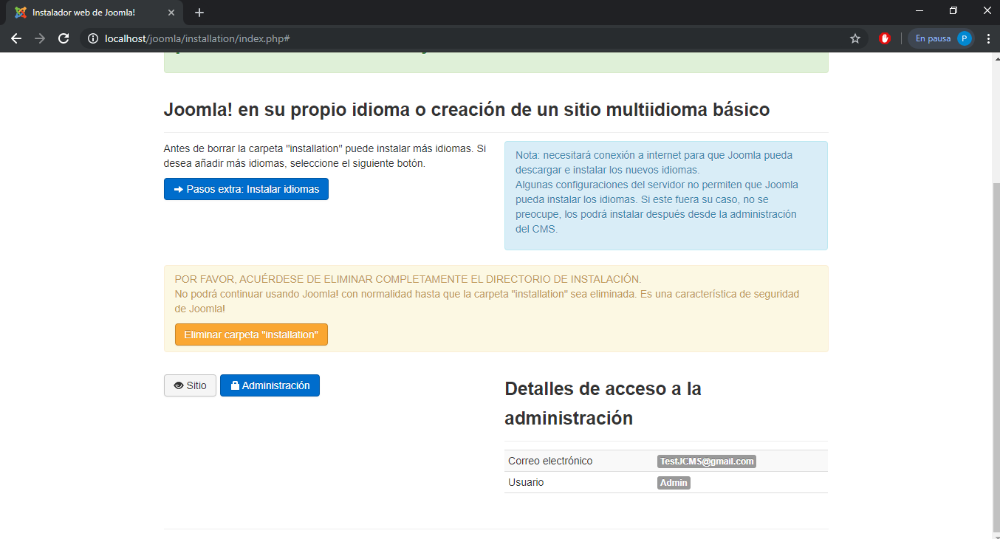 Instalador web de Joomla!
localhost/joomla/installation/index.php#
En pausa
P
Joomla! en su propio idioma o creación de un sitio multiidioma básico
Antes de borrar la carpeta "installation" puede instalar más idiomas. Si
desea añadir más idiomas, seleccione el siguiente botón.
Pasos extra: Instalar idiomas
Nota: necesitará conexión a internet para que Joomla pueda
descargar e instalar los nuevos idiomas.
Algunas configuraciones del servidor no permiten que Joomla
pueda instalar los idiomas. Si este fuera su caso, no se
preocupe, los podrá instalar después desde la administración
del CMS.
POR FAVOR, ACUÉRDESE DE ELIMINAR COMPLETAMENTE EL DIRECTORIO DE INSTALACIÓN.
No podrá continuar usando Joomla! con normalidad hasta que la carpeta "installation" sea eliminada. Es una característica de seguridad
de Joomla!
Eliminar carpeta "installation"
Sitio
Administración
Detalles de acceso a la
administración
Correo electrónico TestJCMS@gmail.com
Usuario Admin